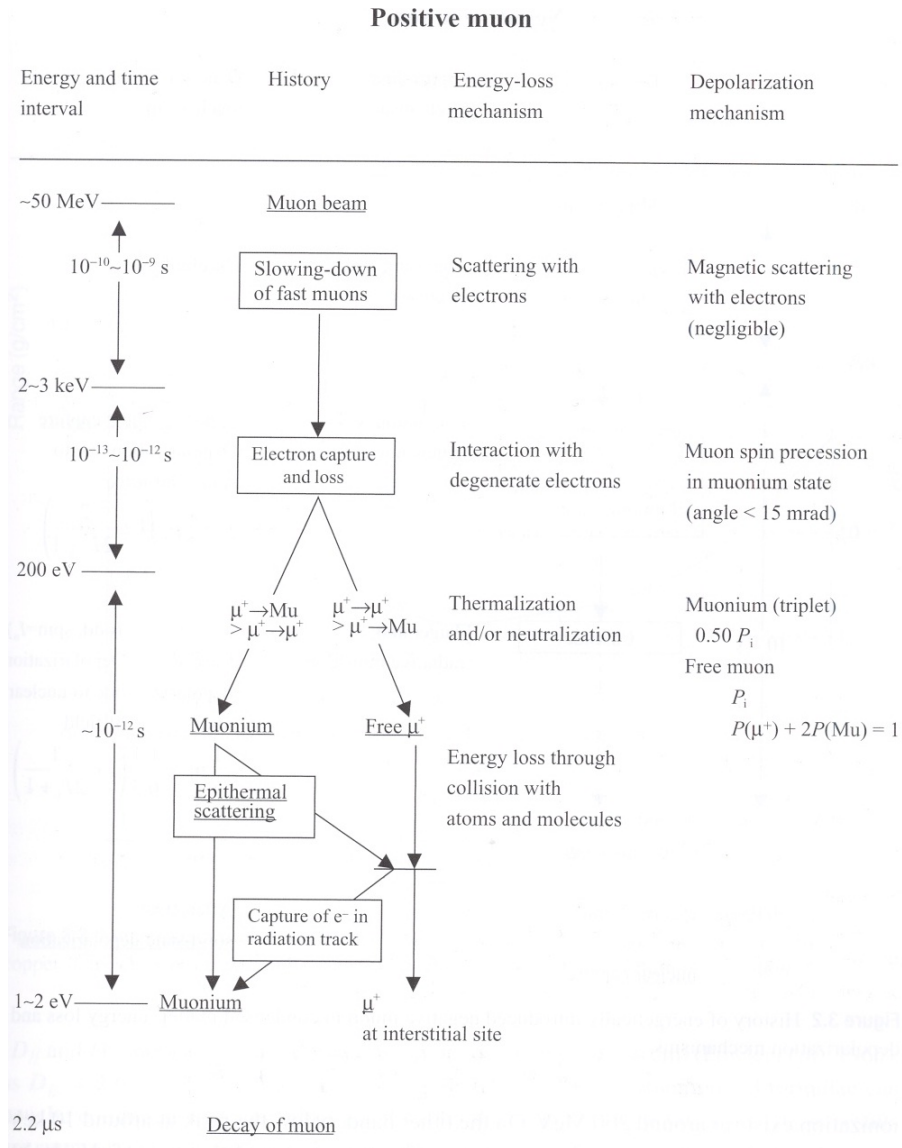 Positive muon
Energy and time
interval
History
Energy-loss
mechanism
Depolarization
mechanism
~50 MeV
Muon beam
10⁻¹⁰~10⁻⁹ s
Slowing-down
of fast muons
Scattering with
electrons
Magnetic scattering
with electrons
(negligible)
2~3 keV
10⁻¹³~10⁻¹² s
Electron capture
and loss
Interaction with
degenerate electrons
Muon spin precession
in muonium state
(angle < 15 mrad)
200 eV
μ⁺→Mu
> μ⁺→μ⁺
μ⁺→μ⁺
> μ⁺→Mu
Thermalization
and/or neutralization
Muonium (triplet)
0.50 Pᵢ
Free muon
Pᵢ
P(μ⁺) + 2P(Mu) = 1
~10⁻¹² s
Muonium
Free μ⁺
Energy loss through
collision with
atoms and molecules
Epithermal
scattering
Capture of e⁻ in
radiation track
1~2 eV
Muonium
μ⁺
at interstitial site
2.2 μs
Decay of muon